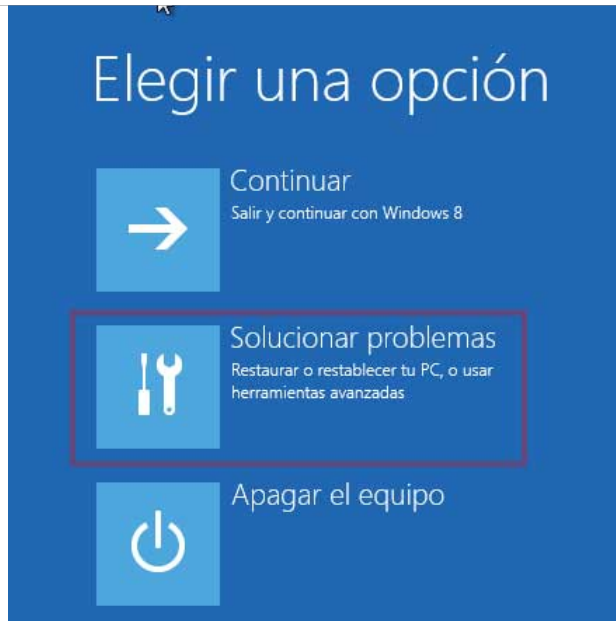 Elegir una opción
Continuar
Salir y continuar con Windows 8
Solucionar problemas
Restaurar o restablecer tu PC, o usar
herramientas avanzadas
Apagar el equipo